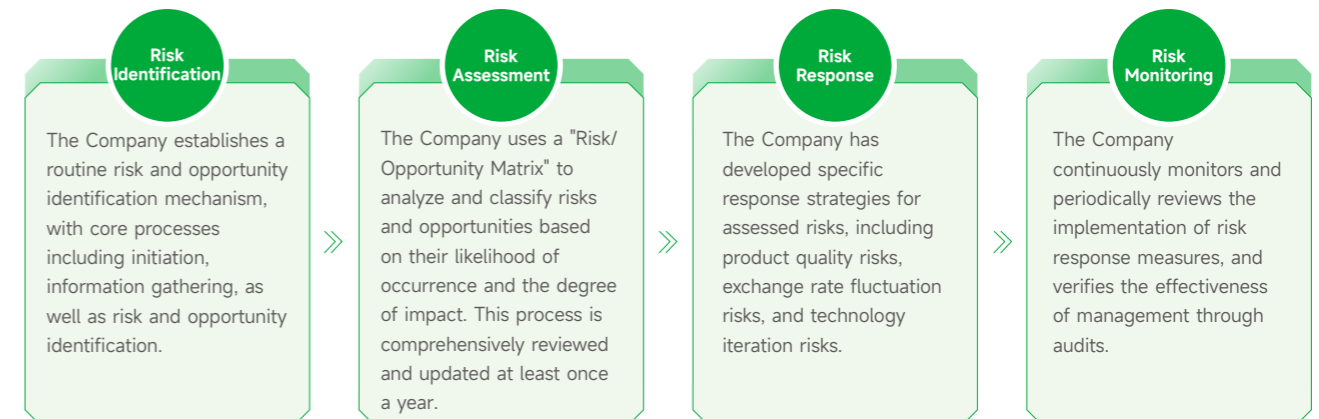 Risk
Identification
The Company establishes a
routine risk and opportunity
identification mechanism,
with core processes
including initiation,
information gathering, as
well as risk and opportunity
identification.
Risk
Assessment
The Company uses a "Risk/
Opportunity Matrix" to
analyze and classify risks
and opportunities based
on their likelihood of
occurrence and the degree
of impact. This process is
comprehensively reviewed
and updated at least once
a year.
Risk
Response
The Company has
developed specific
response strategies for
assessed risks, including
product quality risks,
exchange rate fluctuation
risks, and technology
iteration risks.
Risk
Monitoring
The Company
continuously monitors and
periodically reviews the
implementation of risk
response measures, and
verifies the effectiveness
of management through
audits.